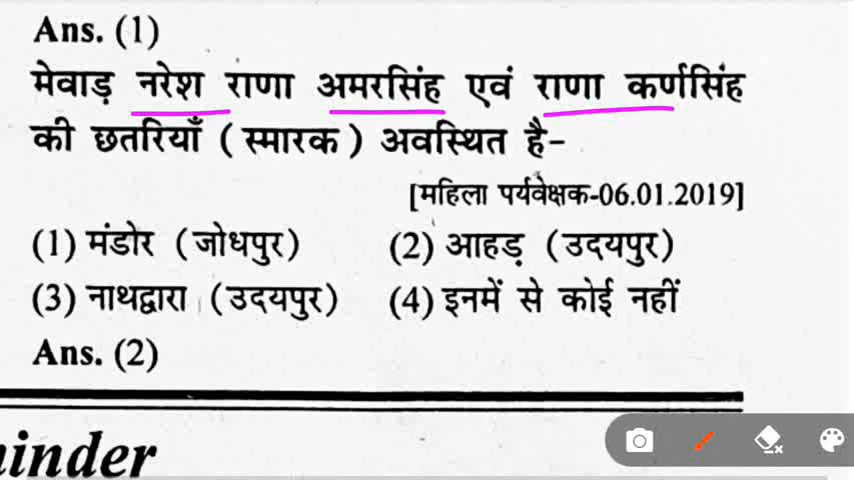 Ans. (1)
मेवाड़ नरेश राणा अमरसिंह एवं राणा कर्णसिंह
की छतरियाँ (स्मारक) अवस्थित है-
[महिला पर्यवेक्षक-06.01.2019]
(1) मंडोर (जोधपुर) (2) आहड़ (उदयपुर)
(3) नाथद्वारा (उदयपुर) (4) इनमें से कोई नहीं
Ans. (2)
inder